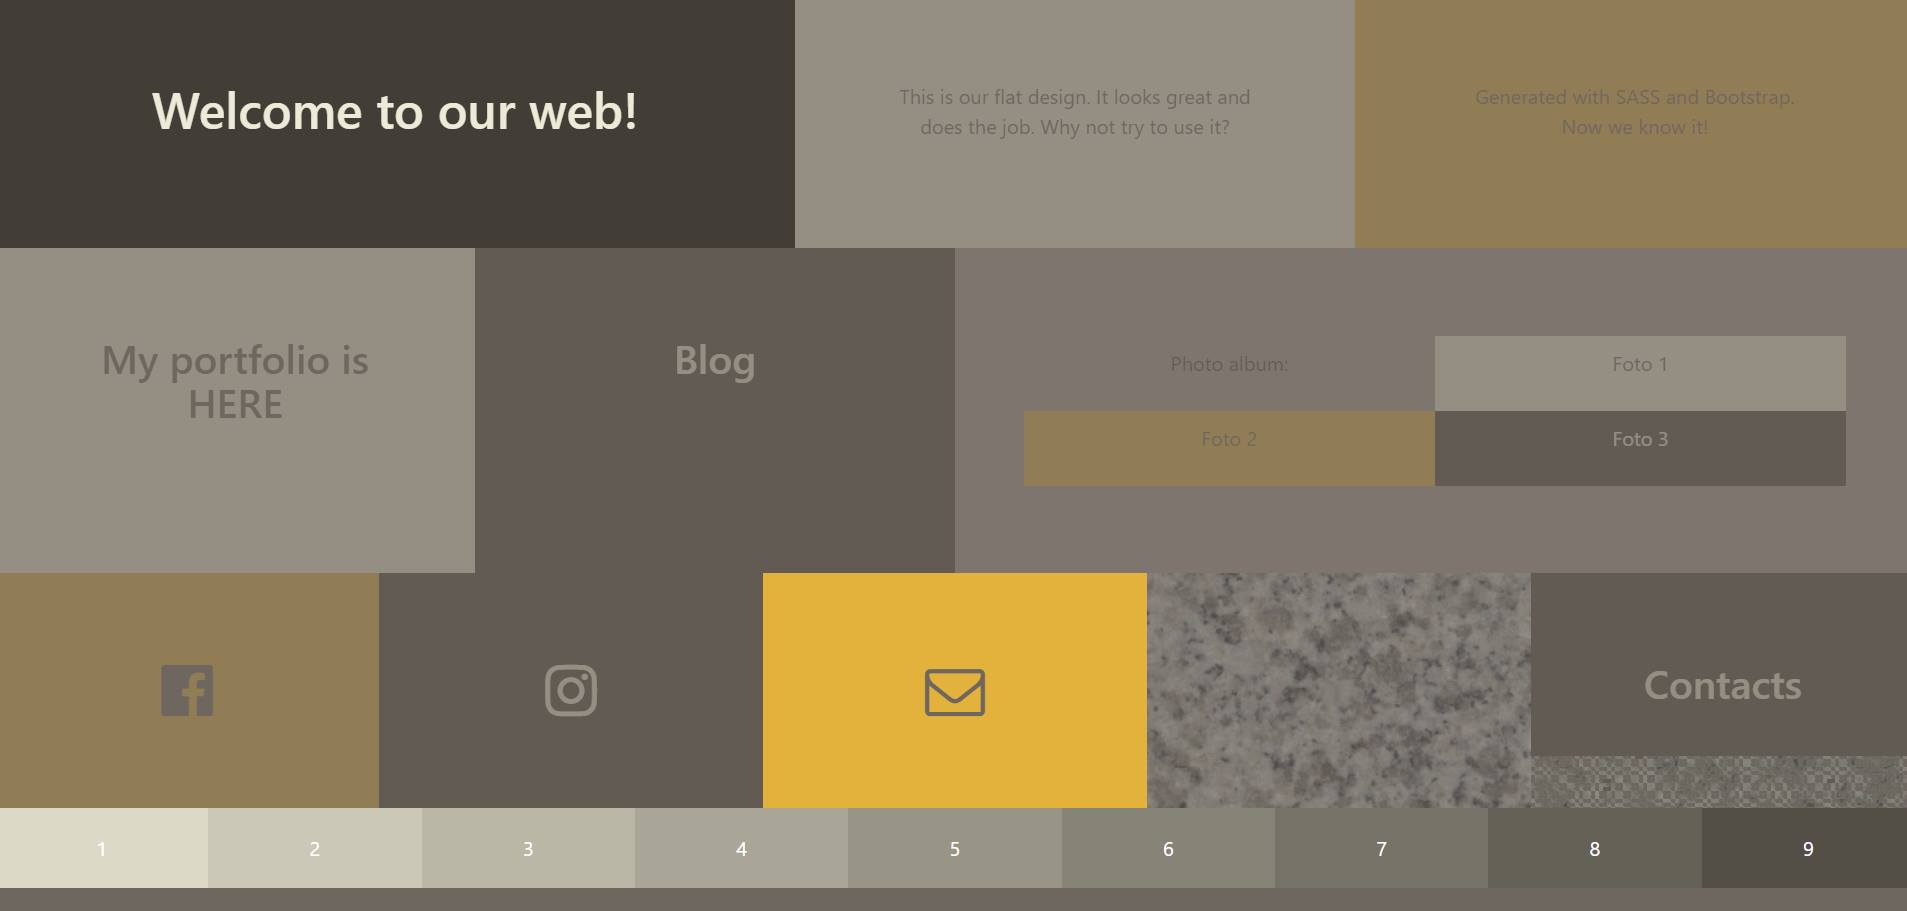 Welcome to our web!
This is our flat design. It looks great and
does the job. Why not try to use it?
Generated with SASS and Bootstrap.
Now we know it!
My portfolio is
HERE
Blog
Photo album:
Foto 1
Foto 2
Foto 3
Contacts
1
2
3
4
5
6
7
8
9